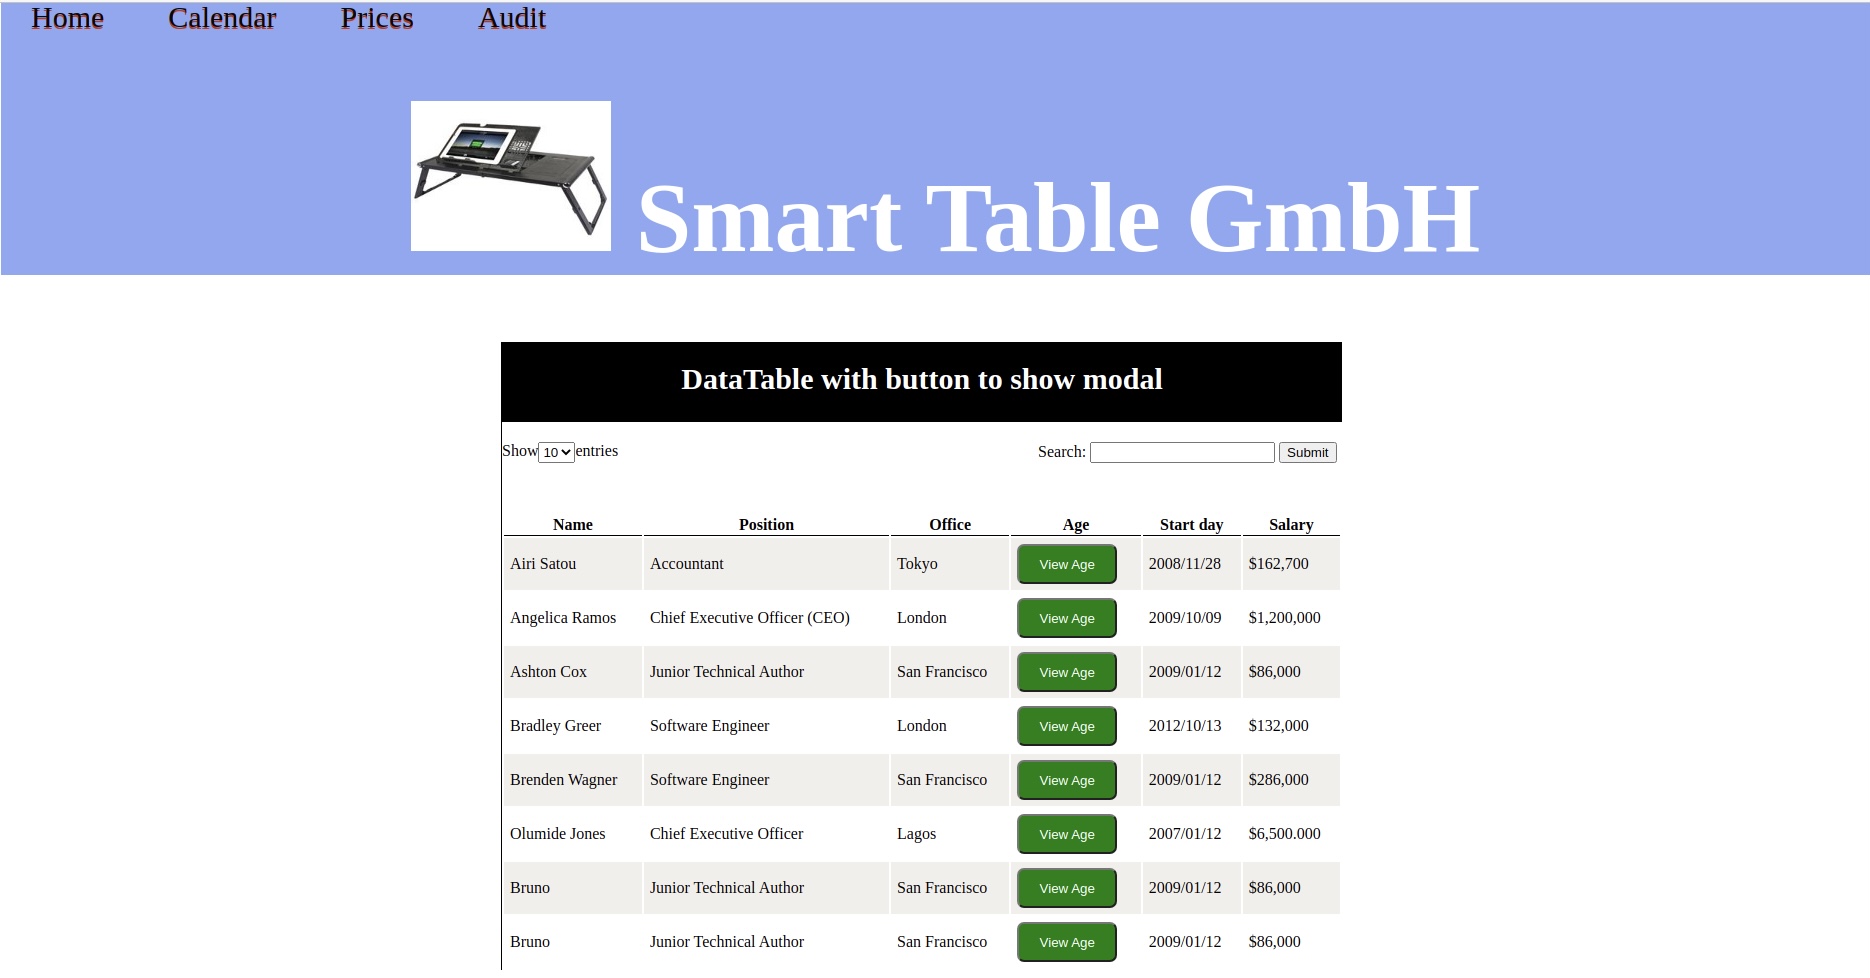 Home Calendar Prices Audit
Smart Table GmbH
DataTable with button to show modal
Show 10 entries Search: Submit
Name Position Office Age Start day Salary
Airi Satou Accountant Tokyo View Age 2008/11/28 $162,700
Angelica Ramos Chief Executive Officer (CEO) London View Age 2009/10/09 $1,200,000
Ashton Cox Junior Technical Author San Francisco View Age 2009/01/12 $86,000
Bradley Greer Software Engineer London View Age 2012/10/13 $132,000
Brenden Wagner Software Engineer San Francisco View Age 2009/01/12 $286,000
Olumide Jones Chief Executive Officer Lagos View Age 2007/01/12 $6,500.000
Bruno Junior Technical Author San Francisco View Age 2009/01/12 $86,000
Bruno Junior Technical Author San Francisco View Age 2009/01/12 $86,000